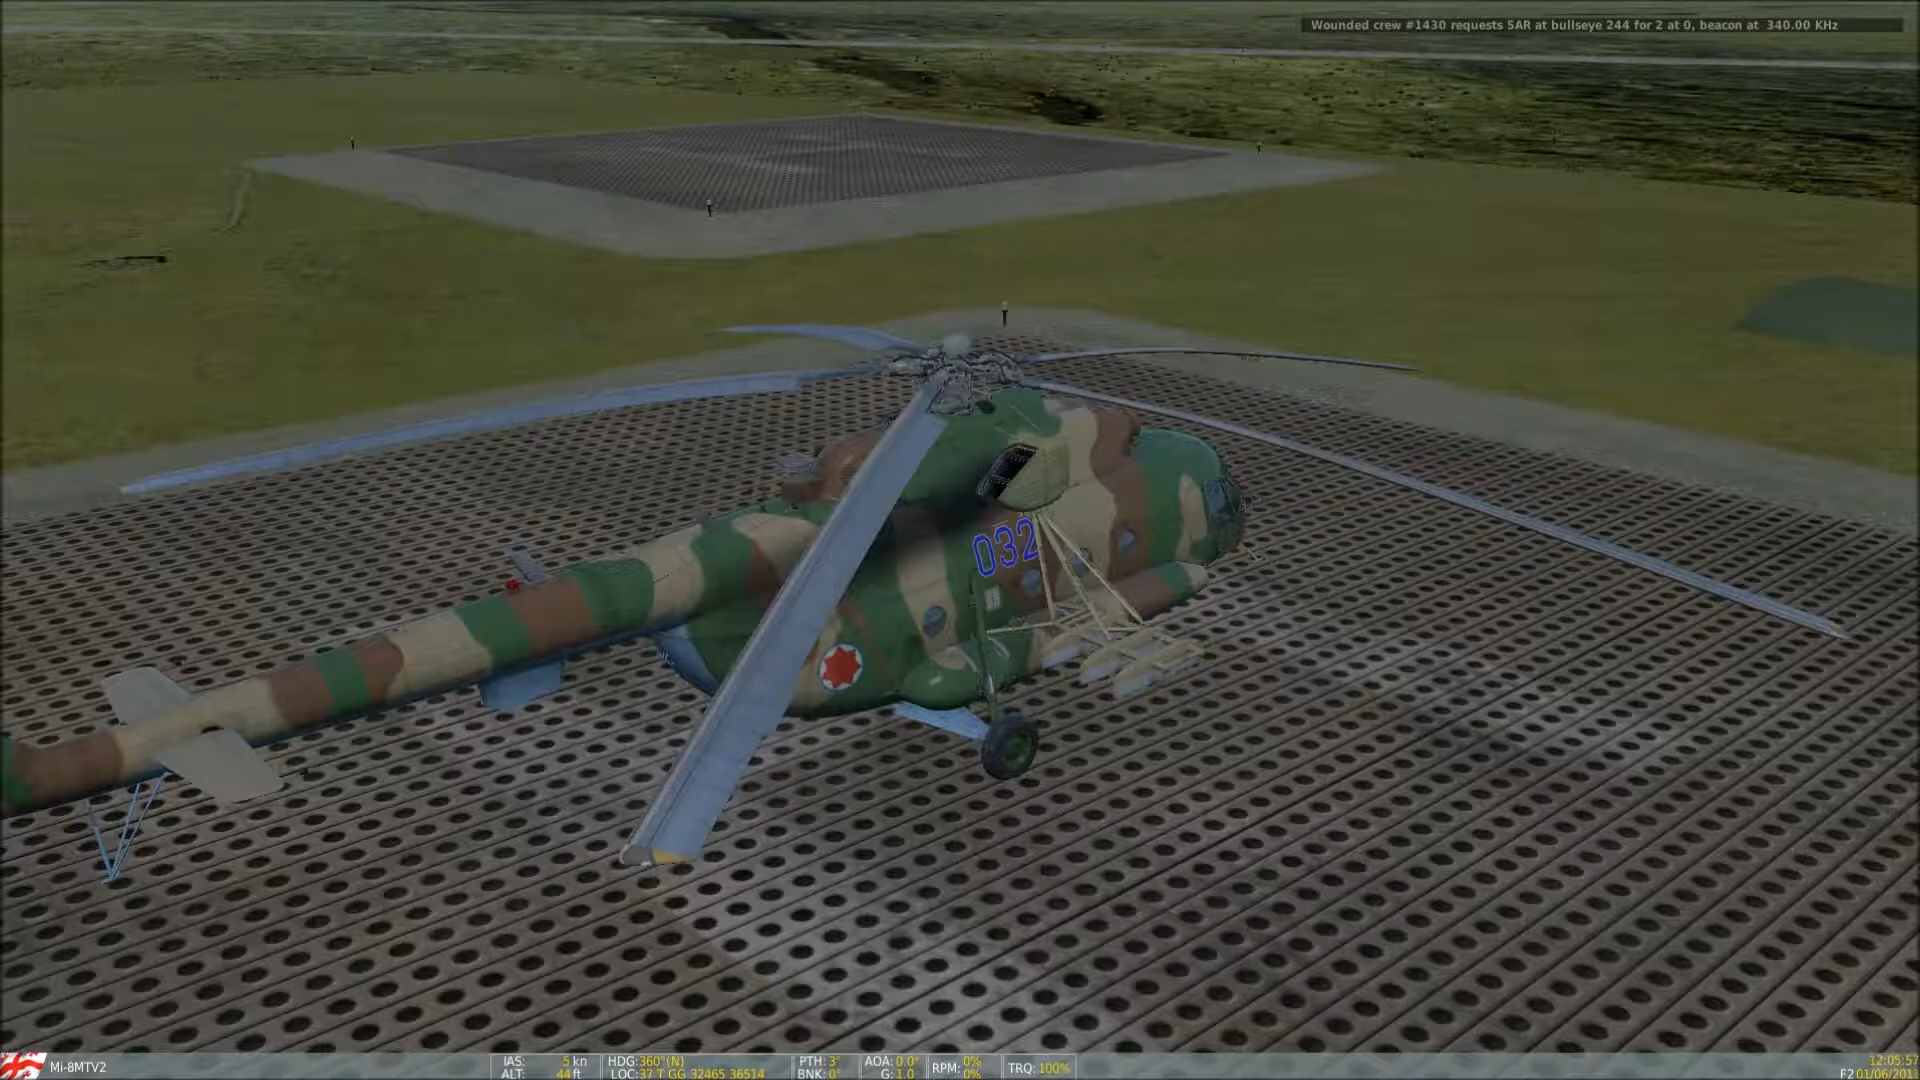 Wounded crew #1430 requests SAR at bullseye 244 for 2 at 0, beacon at 340.00 KHz
032
Mi-8MTV2
IAS: 5 kn
ALT: 44 ft
HDG:360°(N)
LOC:37 T GG 32465 36514
PTH: 3°
BNK: 0°
AOA: 0.0°
G: 1.0
RPM: 0%
0%
TRQ: 100%
12:05:57
F2 01/06/2011